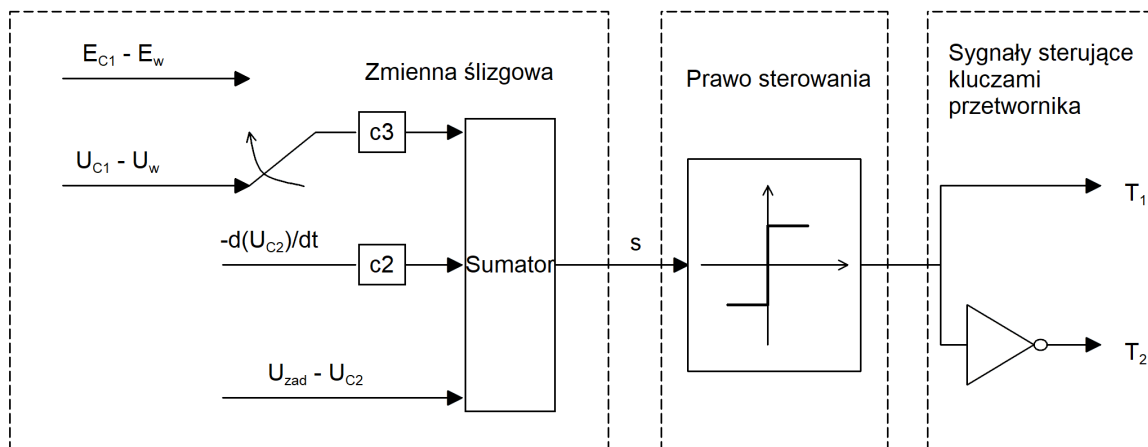 E_C1 - E_w
Zmienna ślizgowa
c3
U_C1 - U_w
-d(U_C2)/dt
c2
Sumator
U_zad - U_C2
s
Prawo sterowania
Sygnały sterujące
kluczami
przetwornika
T_1
T_2